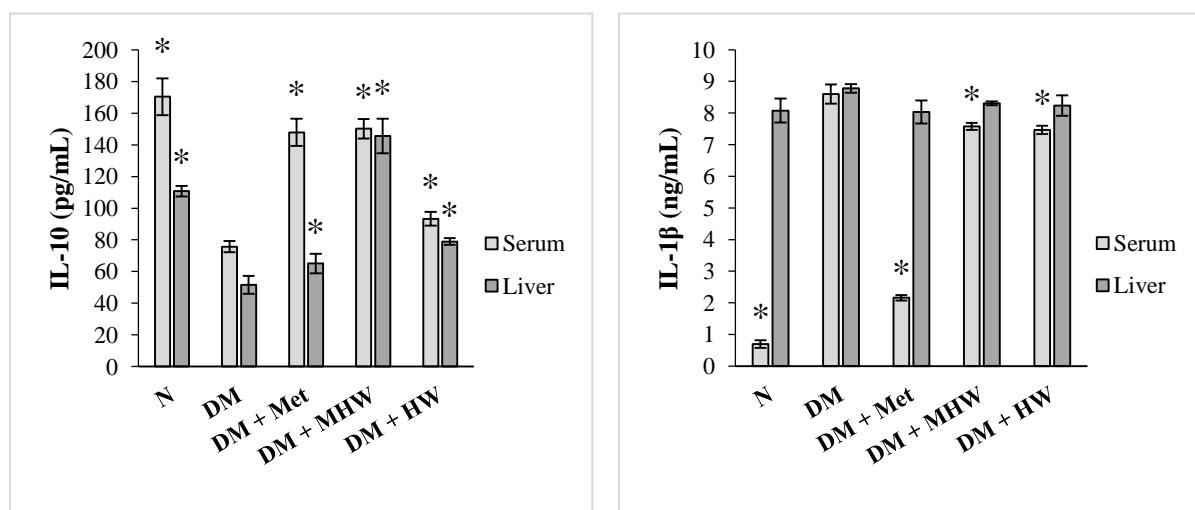 IL-10 (pg/mL)
200
180
160
140
120
100
80
60
40
20
0
*
*
*
*
*
*
*
*
N
DM
DM + Met
DM + MHW
DM + HW
Serum
Liver
IL-1β (ng/mL)
10
9
8
7
6
5
4
3
2
1
0
*
*
*
*
N
DM
DM + Met
DM + MHW
DM + HW
Serum
Liver